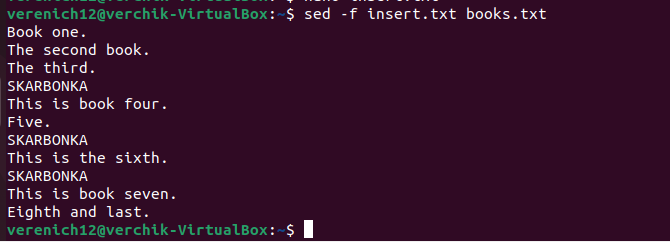 verenich12@verchik-VirtualBox:~$ sed -f insert.txt books.txt
Book one.
The second book.
The third.
SKARBONKA
This is book four.
Five.
SKARBONKA
This is the sixth.
SKARBONKA
This is book seven.
Eighth and last.
verenich12@verchik-VirtualBox:~$